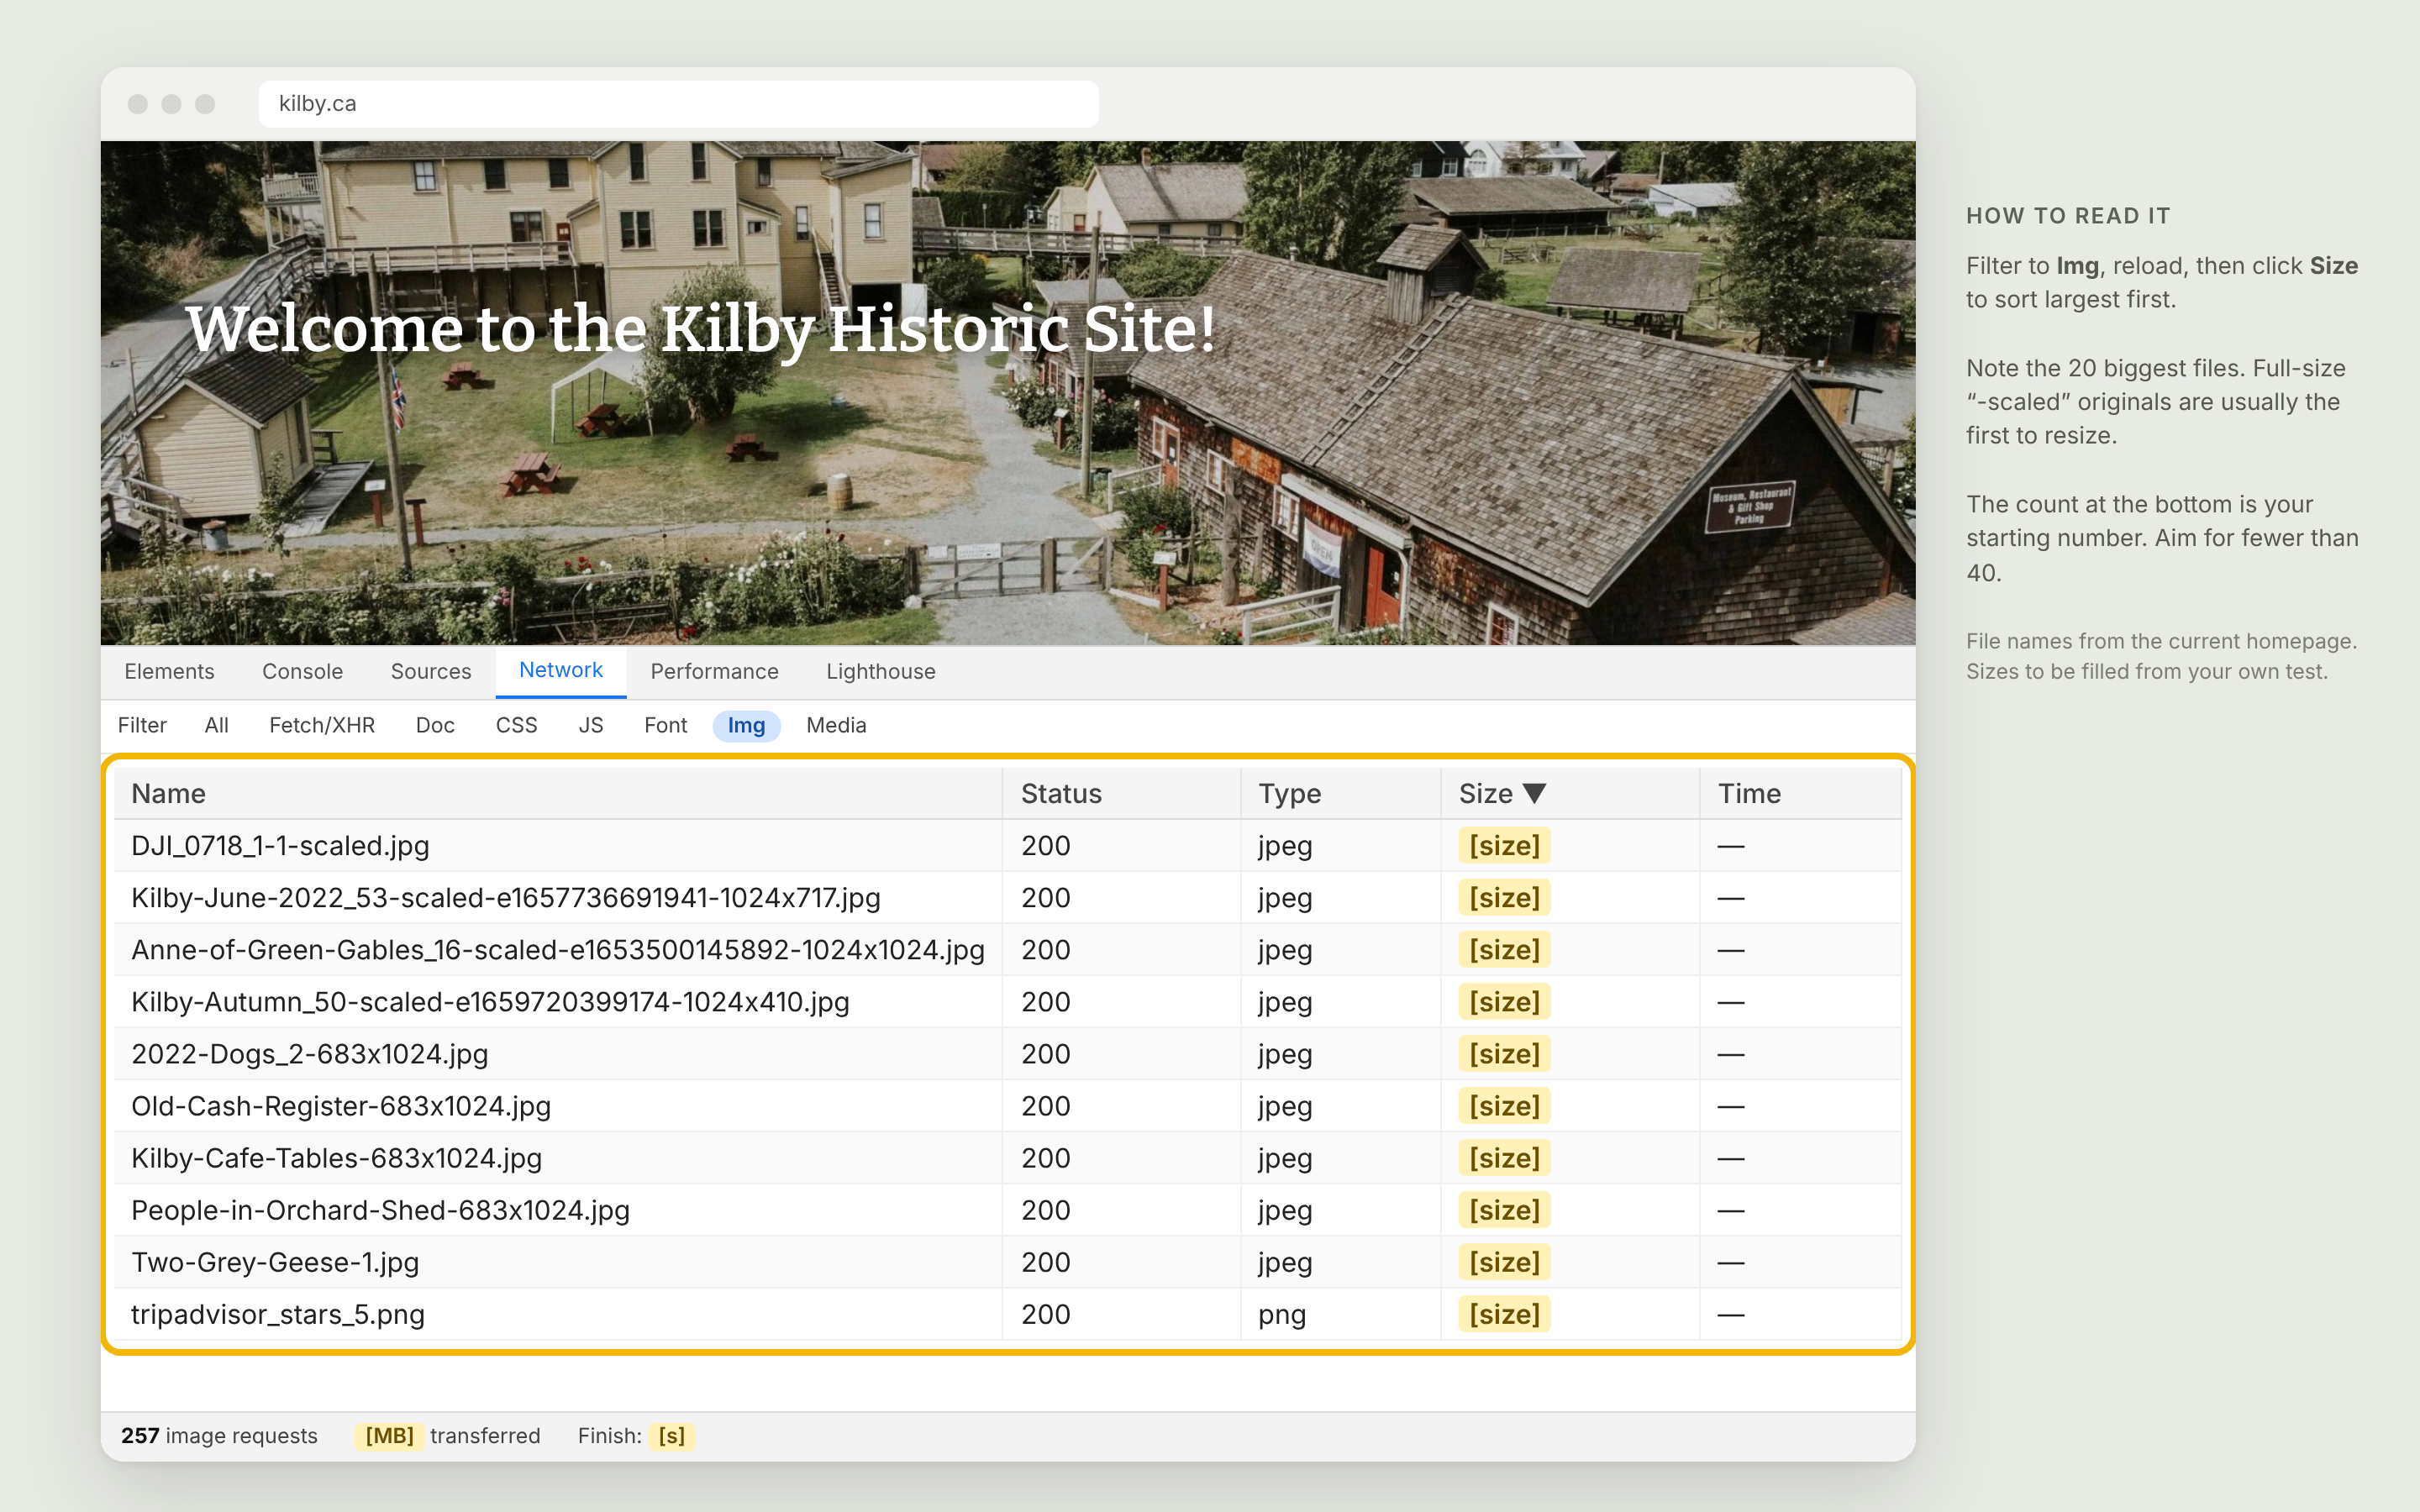 kilby.ca
Welcome to the Kilby Historic Site!
Museum, Restaurant
& Gift Shop
Parking
OPEN
Elements Console Sources Network Performance Lighthouse
Filter All Fetch/XHR Doc CSS JS Font Img Media
Name Status Type Size ▼ Time
DJI_0718_1-1-scaled.jpg 200 jpeg [size] —
Kilby-June-2022_53-scaled-e1657736691941-1024x717.jpg 200 jpeg [size] —
Anne-of-Green-Gables_16-scaled-e1653500145892-1024x1024.jpg 200 jpeg [size] —
Kilby-Autumn_50-scaled-e1659720399174-1024x410.jpg 200 jpeg [size] —
2022-Dogs_2-683x1024.jpg 200 jpeg [size] —
Old-Cash-Register-683x1024.jpg 200 jpeg [size] —
Kilby-Cafe-Tables-683x1024.jpg 200 jpeg [size] —
People-in-Orchard-Shed-683x1024.jpg 200 jpeg [size] —
Two-Grey-Geese-1.jpg 200 jpeg [size] —
tripadvisor_stars_5.png 200 png [size] —
257 image requests [MB] transferred Finish: [s]
HOW TO READ IT
Filter to Img, reload, then click Size
to sort largest first.
Note the 20 biggest files. Full-size
“-scaled” originals are usually the
first to resize.
The count at the bottom is your
starting number. Aim for fewer than
40.
File names from the current homepage.
Sizes to be filled from your own test.